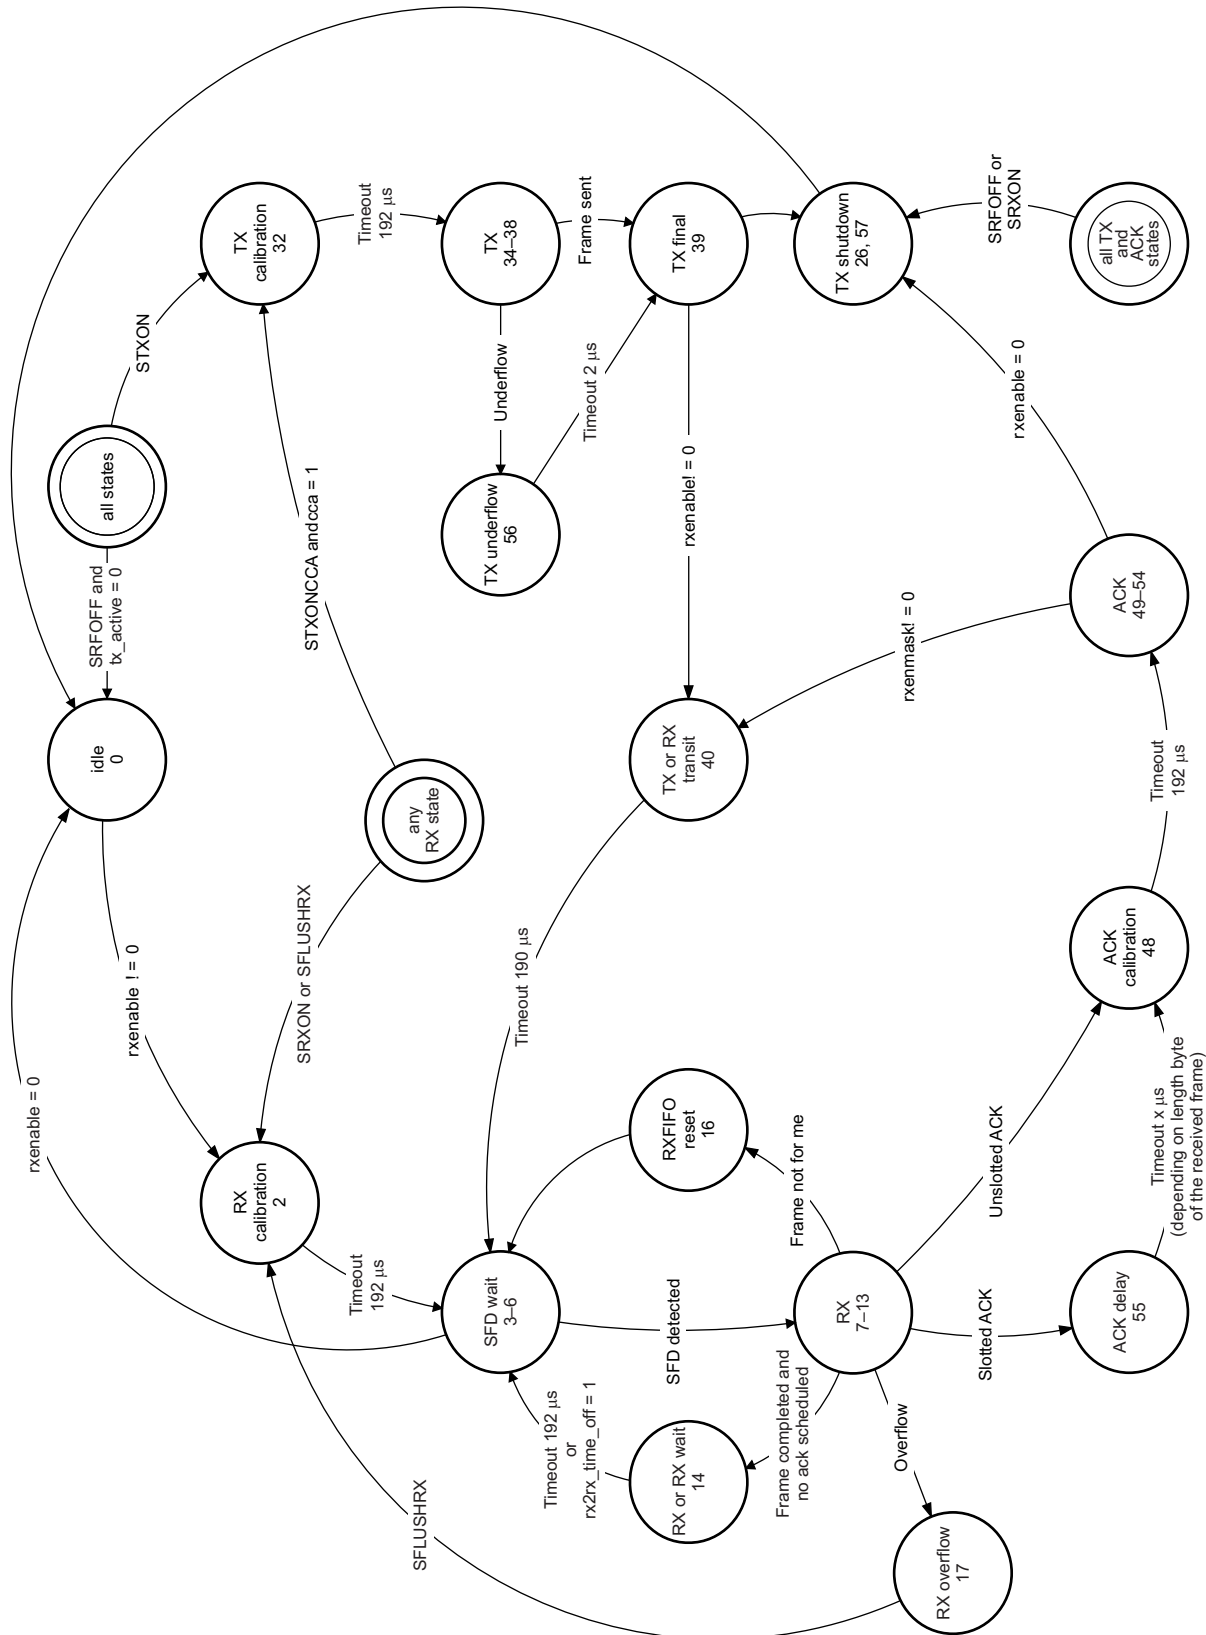 all states
SRFOFF and
tx_active = 0
STXON
idle
0
rxenable = 0
rxenable ! = 0
RX
calibration
2
TX
calibration
32
STXONCCA andcca = 1
any
RX state
SRXON or SFLUSHRX
Timeout
192 µs
Timeout
192 µs
TX
34–38
Underflow
TX underflow
56
Frame sent
Timeout 2 µs
TX final
39
rxenable! = 0
TX or RX
transit
40
Timeout 190 µs
SFD wait
3–6
RXFIFO
reset
16
Frame not for me
SFD detected
Timeout 192 µs
or
rx2rx_time_off = 1
RX or RX wait
14
Frame completed and
no ack scheduled
SFLUSHRX
RX
7–13
Overflow
RX overflow
17
TX shutdown
26, 57
SRFOFF or
SRXON
all TX
and
ACK
states
rxenable = 0
rxenmask! = 0
ACK
49–54
Timeout
192 µs
ACK
calibration
48
Unslotted ACK
Slotted ACK
ACK delay
55
Timeout x µs
(depending on length byte
of the received frame)